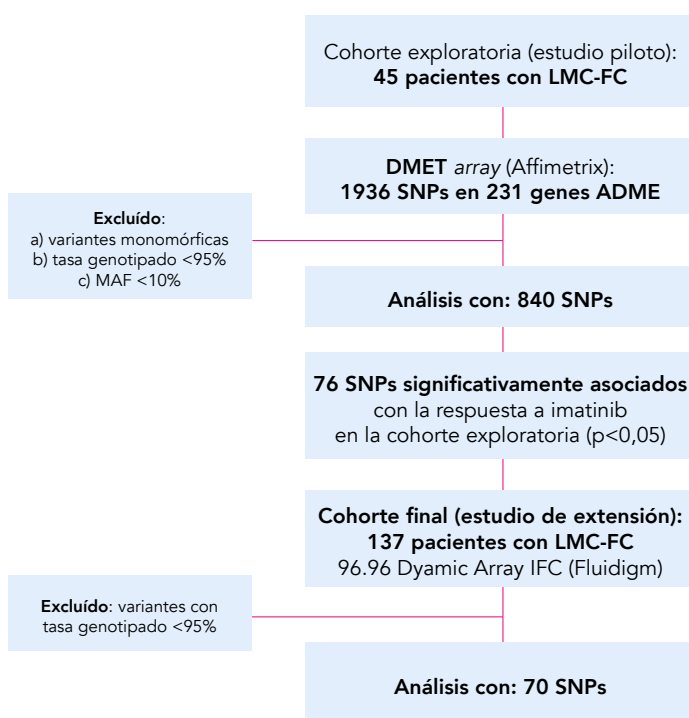 Cohorte exploratoria (estudio piloto):
45 pacientes con LMC-FC
DMET array (Affimetrix):
1936 SNPs en 231 genes ADME
Excluído:
a) variantes monomórficas
b) tasa genotipado <95%
c) MAF <10%
Análisis con: 840 SNPs
76 SNPs significativamente asociados
con la respuesta a imatinib
en la cohorte exploratoria (p<0,05)
Cohorte final (estudio de extensión):
137 pacientes con LMC-FC
96.96 Dyamic Array IFC (Fluidigm)
Excluído: variantes con
tasa genotipado <95%
Análisis con: 70 SNPs